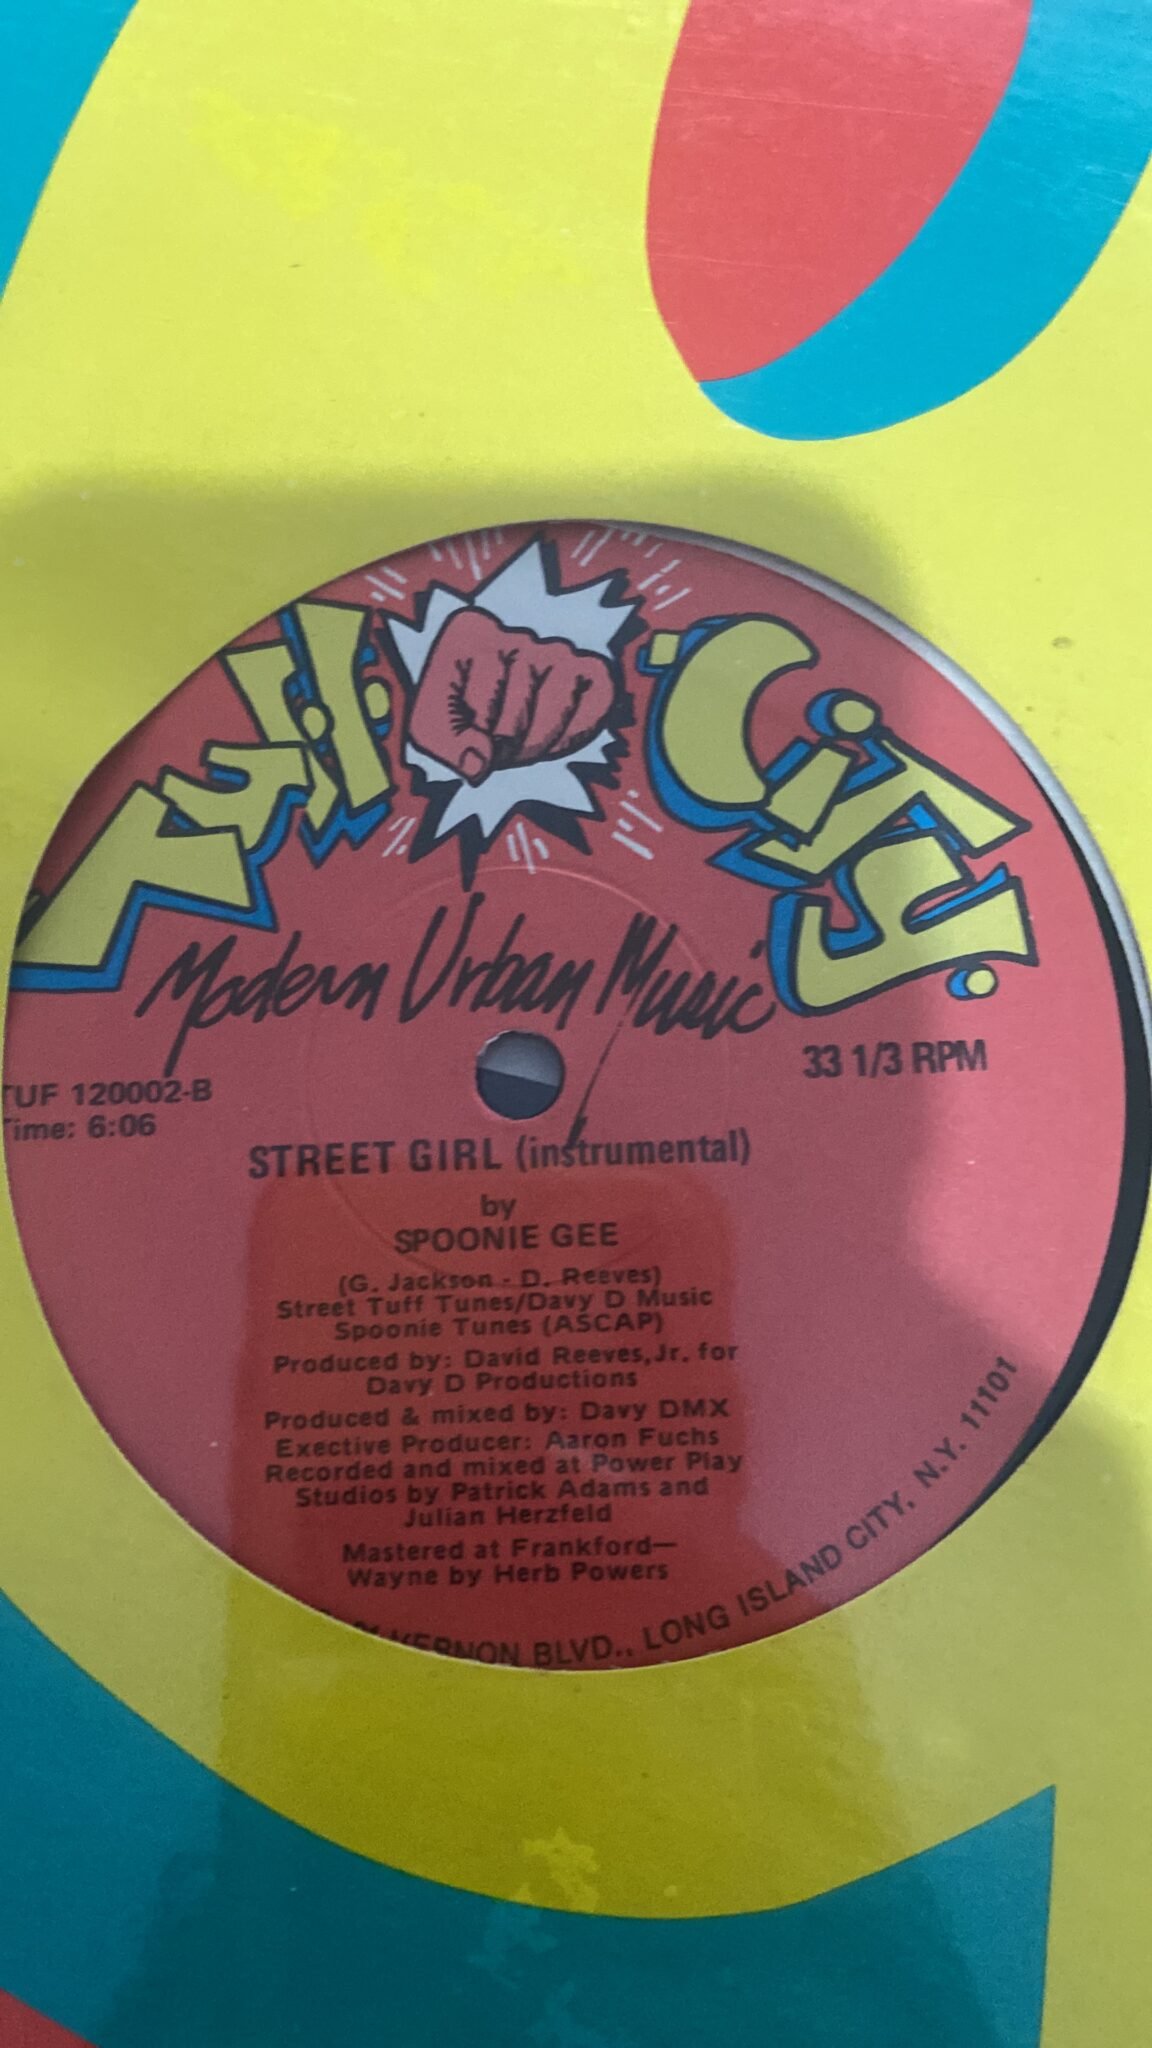 Tuff City
Modern Urban Music
33 1/3 RPM
TUF 120002-B
Time: 6:06
STREET GIRL (instrumental)
by
SPOONIE GEE
(G. Jackson - D. Reeves)
Street Tuff Tunes/Davy D Music
Spoonie Tunes (ASCAP)
Produced by: David Reeves,Jr. for
Davy D Productions
Produced & mixed by: Davy DMX
Exective Producer: Aaron Fuchs
Recorded and mixed at Power Play
Studios by Patrick Adams and
Julian Herzfeld
Mastered at Frankford—
Wayne by Herb Powers
VERNON BLVD., LONG ISLAND CITY, N.Y. 11101